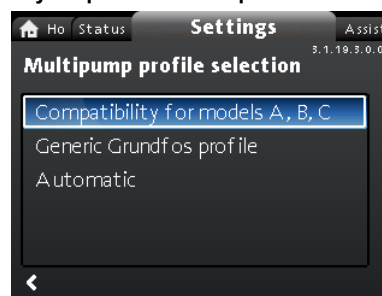 Ho Status Settings Assis
3.1.19.3.0.0
Multipump profile selection
Compatibility for models A, B, C
Generic Grundfos profile
Automatic